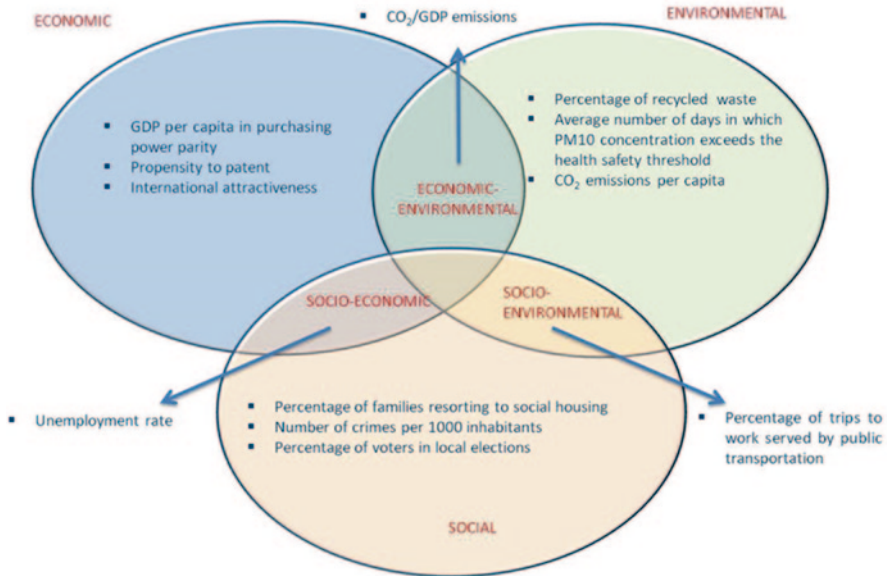 ECONOMIC
▪ CO₂/GDP emissions
ENVIRONMENTAL
▪ GDP per capita in purchasing
power parity
▪ Propensity to patent
▪ International attractiveness
▪ Percentage of recycled waste
▪ Average number of days in which
PM10 concentration exceeds the
health safety threshold
▪ CO₂ emissions per capita
ECONOMIC-
ENVIRONMENTAL
SOCIO-ECONOMIC
SOCIO-
ENVIRONMENTAL
▪ Unemployment rate
▪ Percentage of families resorting to social housing
▪ Number of crimes per 1000 inhabitants
▪ Percentage of voters in local elections
▪ Percentage of trips to
work served by public
transportation
SOCIAL